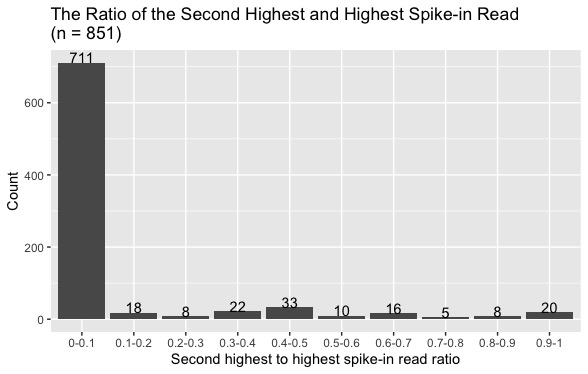 The Ratio of the Second Highest and Highest Spike-in Read
(n = 851)
711
600
400
200
0
Count
18
8
22
33
10
16
5
8
20
0-0.1 0.1-0.2 0.2-0.3 0.3-0.4 0.4-0.5 0.5-0.6 0.6-0.7 0.7-0.8 0.8-0.9 0.9-1
Second highest to highest spike-in read ratio